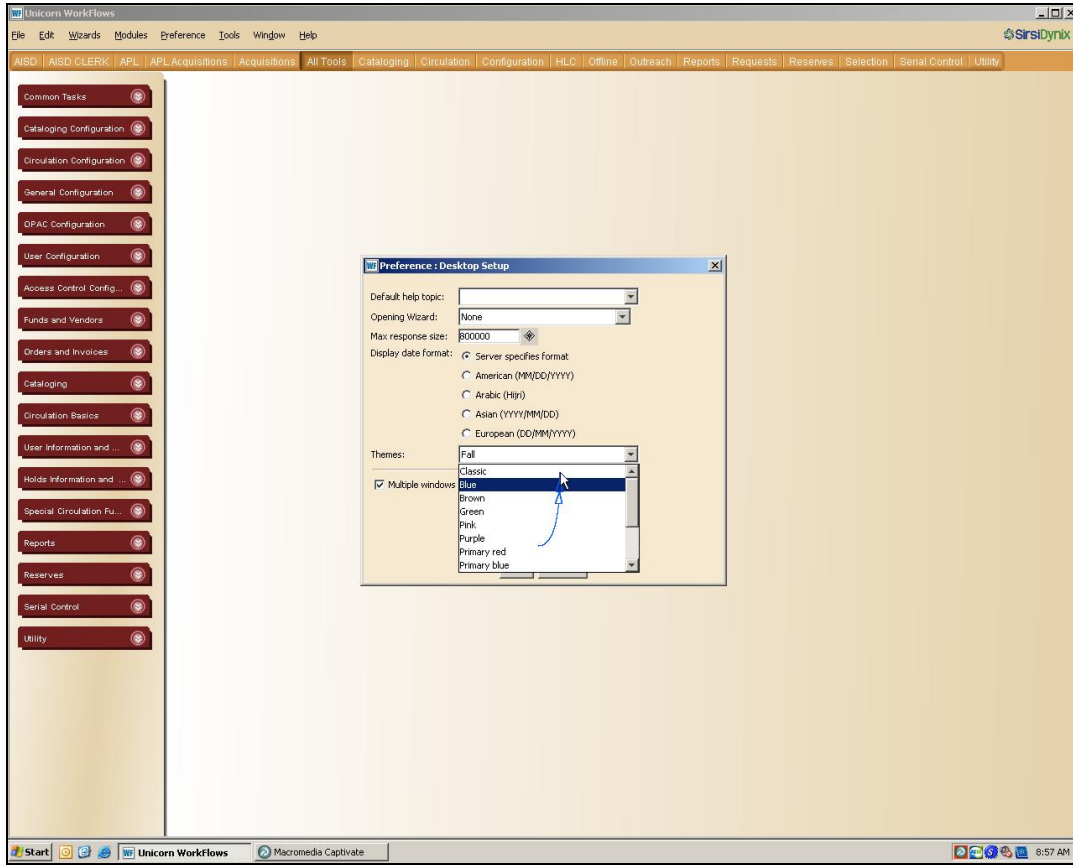 Unicorn WorkFlows
File Edit Wizards Modules Preference Tools Window Help
SirsiDynix
AISD AISD CLERK APL APL Acquisitions Acquisitions All Tools Cataloging Circulation Configuration HLC Offline Outreach Reports Requests Reserves Selection Serial Control Utility
Common Tasks
Cataloging Configuration
Circulation Configuration
General Configuration
OPAC Configuration
User Configuration
Access Control Config...
Funds and Vendors
Orders and Invoices
Cataloging
Circulation Basics
User Information and ...
Holds Information and ...
Special Circulation Fu...
Reports
Reserves
Serial Control
Utility
WF Preference : Desktop Setup
Default help topic:
Opening Wizard: None
Max response size: 800000
Display date format: Server specifies format
American (MM/DD/YYYY)
Arabic (Hijri)
Asian (YYYY/MM/DD)
European (DD/MM/YYYY)
Themes: Fall
Classic
Multiple windows Blue
Brown
Green
Pink
Purple
Primary red
Primary blue
Start WF Unicorn WorkFlows Macromedia Captivate 8:57 AM